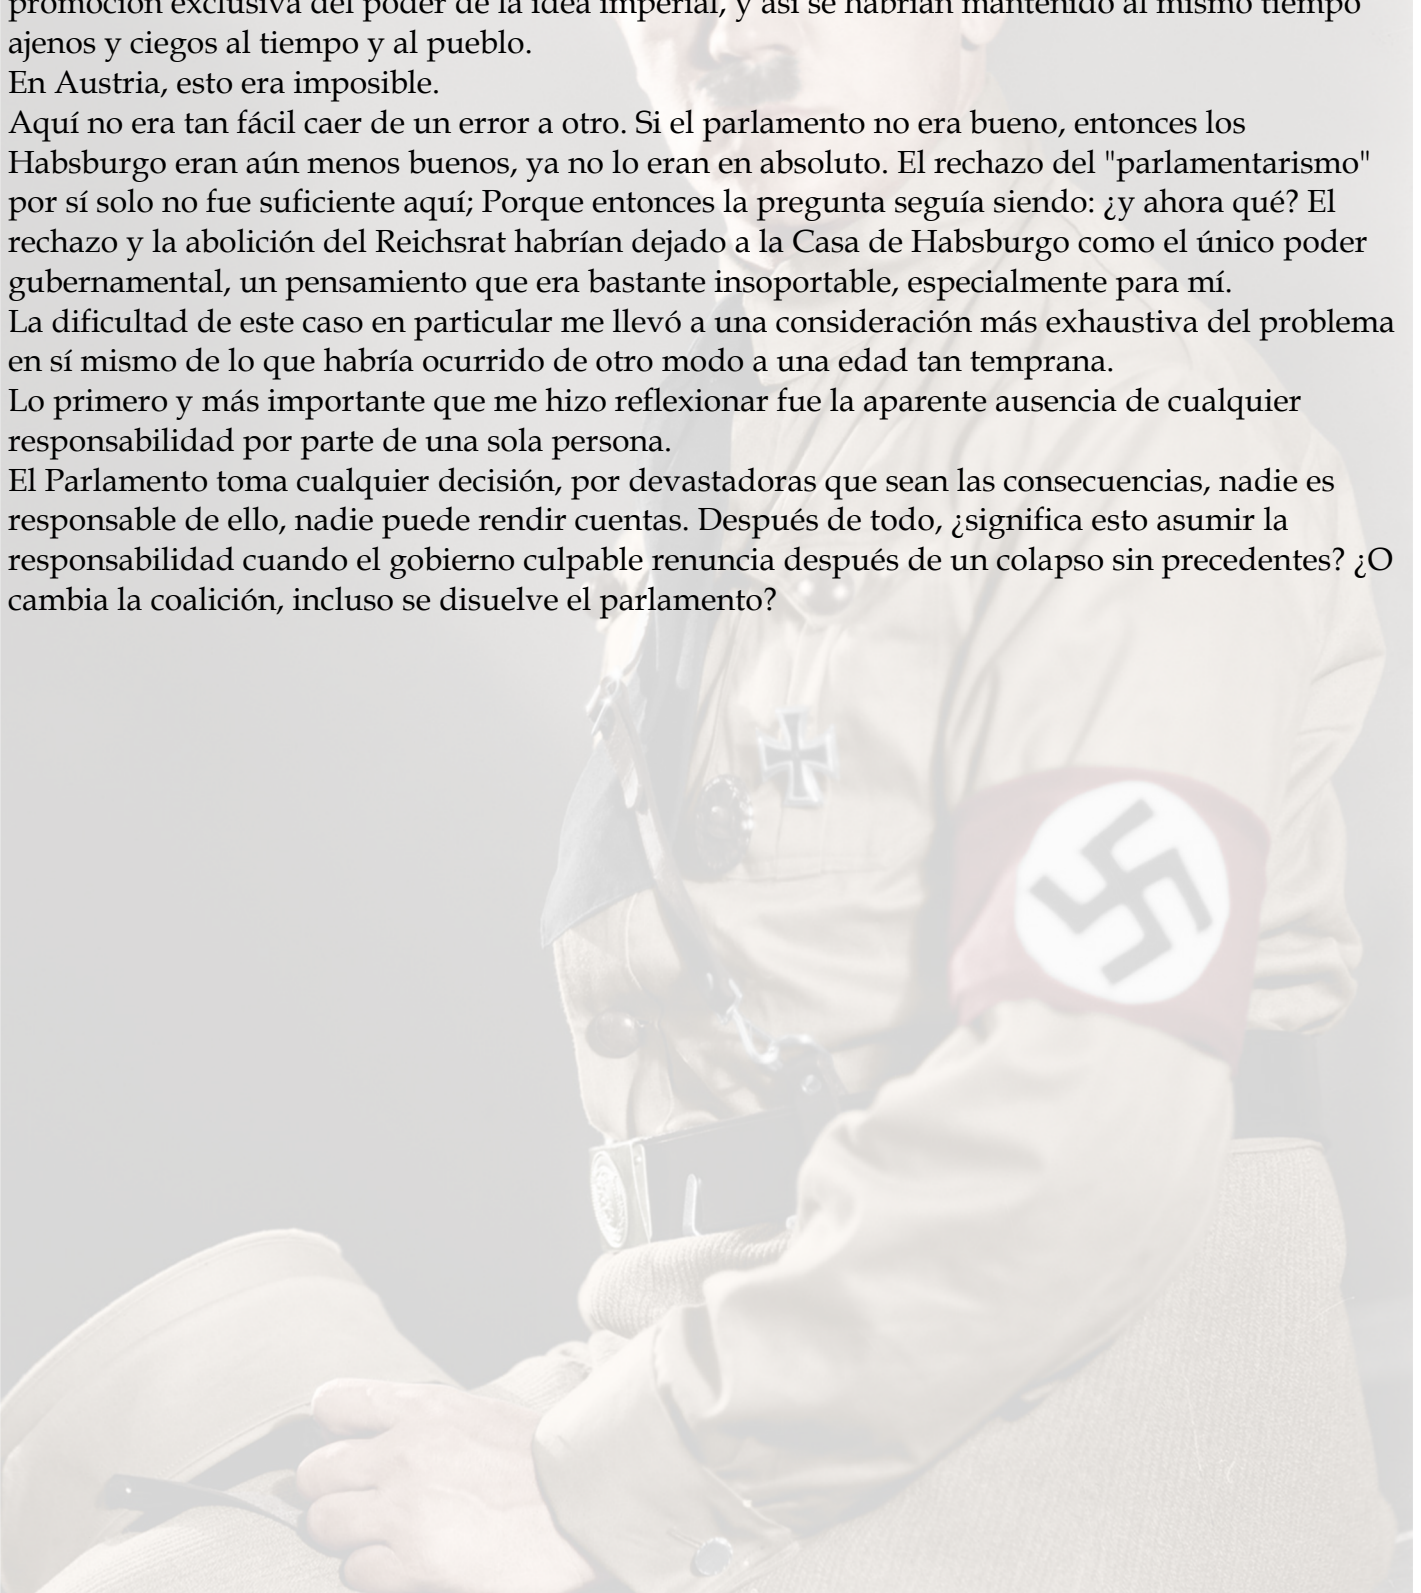 promoción exclusiva del poder de la idea imperial, y así se habrían mantenido al mismo tiempo
ajenos y ciegos al tiempo y al pueblo.
En Austria, esto era imposible.
Aquí no era tan fácil caer de un error a otro. Si el parlamento no era bueno, entonces los
Habsburgo eran aún menos buenos, ya no lo eran en absoluto. El rechazo del "parlamentarismo"
por sí solo no fue suficiente aquí; Porque entonces la pregunta seguía siendo: ¿y ahora qué? El
rechazo y la abolición del Reichsrat habrían dejado a la Casa de Habsburgo como el único poder
gubernamental, un pensamiento que era bastante insoportable, especialmente para mí.
La dificultad de este caso en particular me llevó a una consideración más exhaustiva del problema
en sí mismo de lo que habría ocurrido de otro modo a una edad tan temprana.
Lo primero y más importante que me hizo reflexionar fue la aparente ausencia de cualquier
responsabilidad por parte de una sola persona.
El Parlamento toma cualquier decisión, por devastadoras que sean las consecuencias, nadie es
responsable de ello, nadie puede rendir cuentas. Después de todo, ¿significa esto asumir la
responsabilidad cuando el gobierno culpable renuncia después de un colapso sin precedentes? ¿O
cambia la coalición, incluso se disuelve el parlamento?